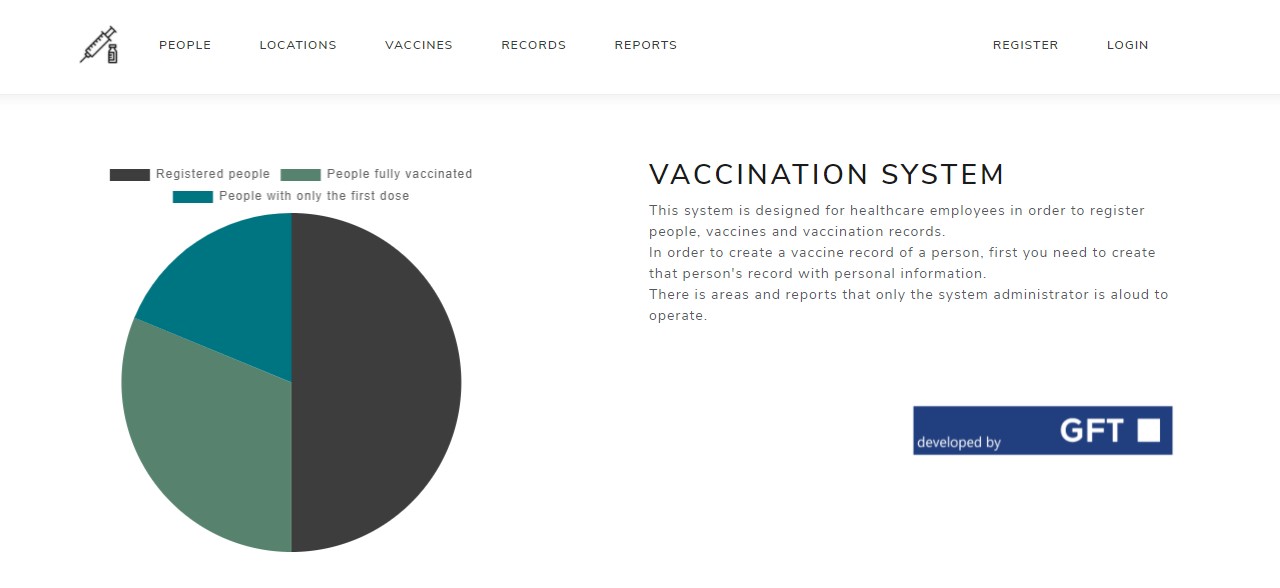 PEOPLE LOCATIONS VACCINES RECORDS REPORTS REGISTER LOGIN
Registered people People fully vaccinated
People with only the first dose
VACCINATION SYSTEM
This system is designed for healthcare employees in order to register
people, vaccines and vaccination records.
In order to create a vaccine record of a person, first you need to create
that person's record with personal information.
There is areas and reports that only the system administrator is aloud to
operate.
developed by GFT